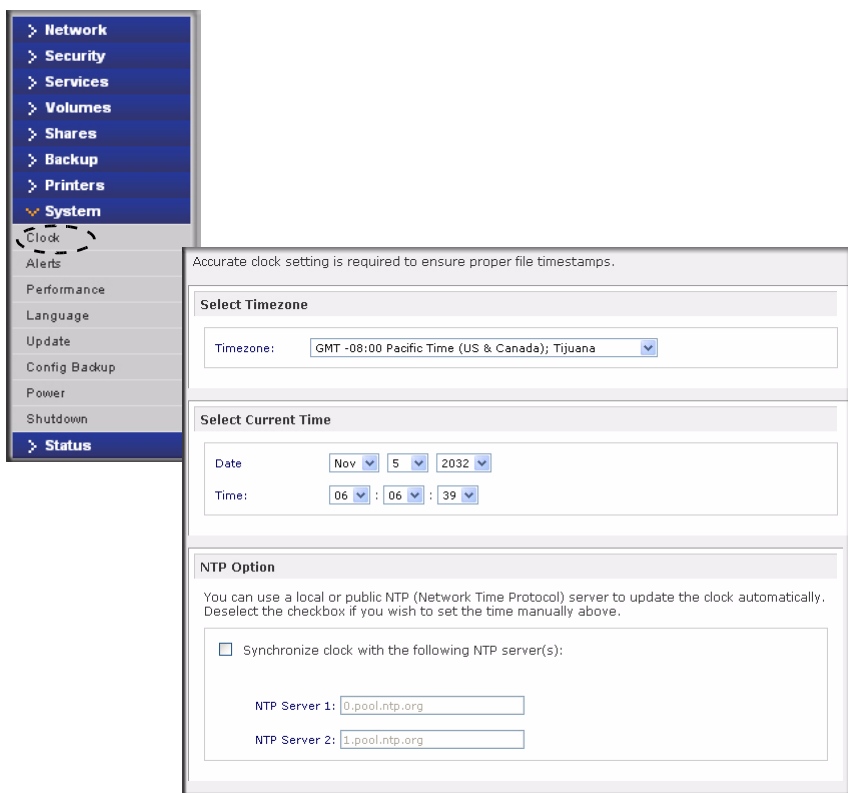 Network
Security
Services
Volumes
Shares
Backup
Printers
System
Clock
Alerts
Performance
Language
Update
Config Backup
Power
Shutdown
Status
Accurate clock setting is required to ensure proper file timestamps.
Select Timezone
Timezone: GMT -08:00 Pacific Time (US & Canada); Tijuana
Select Current Time
Date Nov 5 2032
Time: 06 : 06 : 39
NTP Option
You can use a local or public NTP (Network Time Protocol) server to update the clock automatically.
Deselect the checkbox if you wish to set the time manually above.
Synchronize clock with the following NTP server(s):
NTP Server 1: 0.pool.ntp.org
NTP Server 2: 1.pool.ntp.org